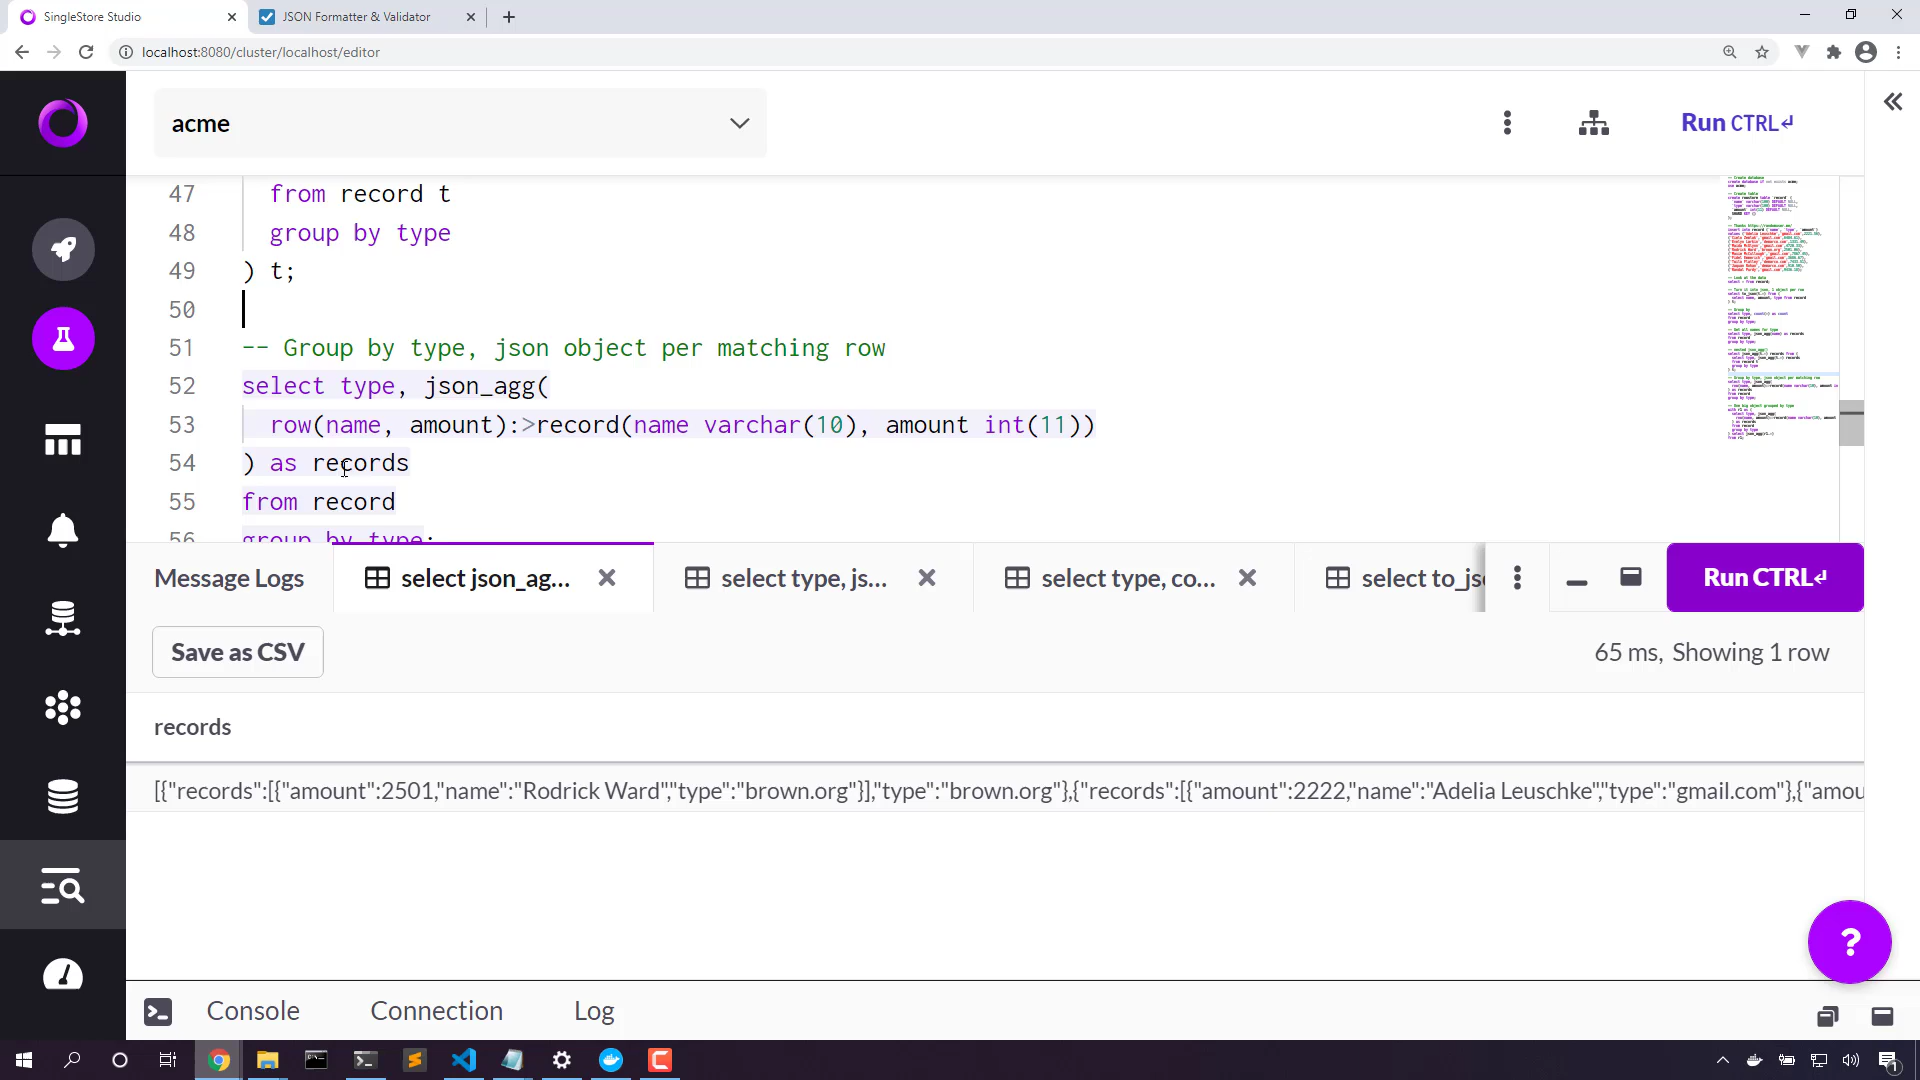 SingleStore Studio
JSON Formatter & Validator
localhost:8080/cluster/localhost/editor
acme
Run CTRL↵
47 from record t
48 group by type
49 ) t;
50
51 -- Group by type, json object per matching row
52 select type, json_agg(
53 row(name, amount):>record(name varchar(10), amount int(11))
54 ) as records
55 from record
56 group by type;
Message Logs
select json_ag...
select type, js...
select type, co...
select to_js
Run CTRL↵
Save as CSV
65 ms, Showing 1 row
records
[{"records":[{"amount":2501,"name":"Rodrick Ward","type":"brown.org"}],"type":"brown.org"},{"records":[{"amount":2222,"name":"Adelia Leuschke","type":"gmail.com"},{"amou
?
Console
Connection
Log
1